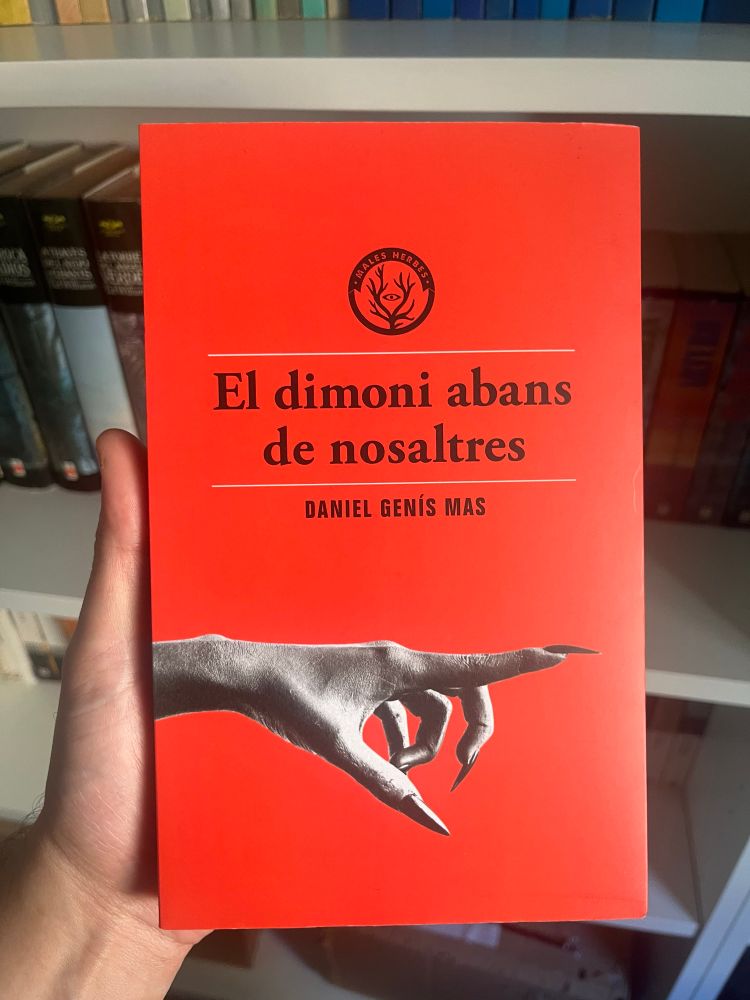 MALES HERBES
El dimoni abans
de nosaltres
DANIEL GENÍS MAS